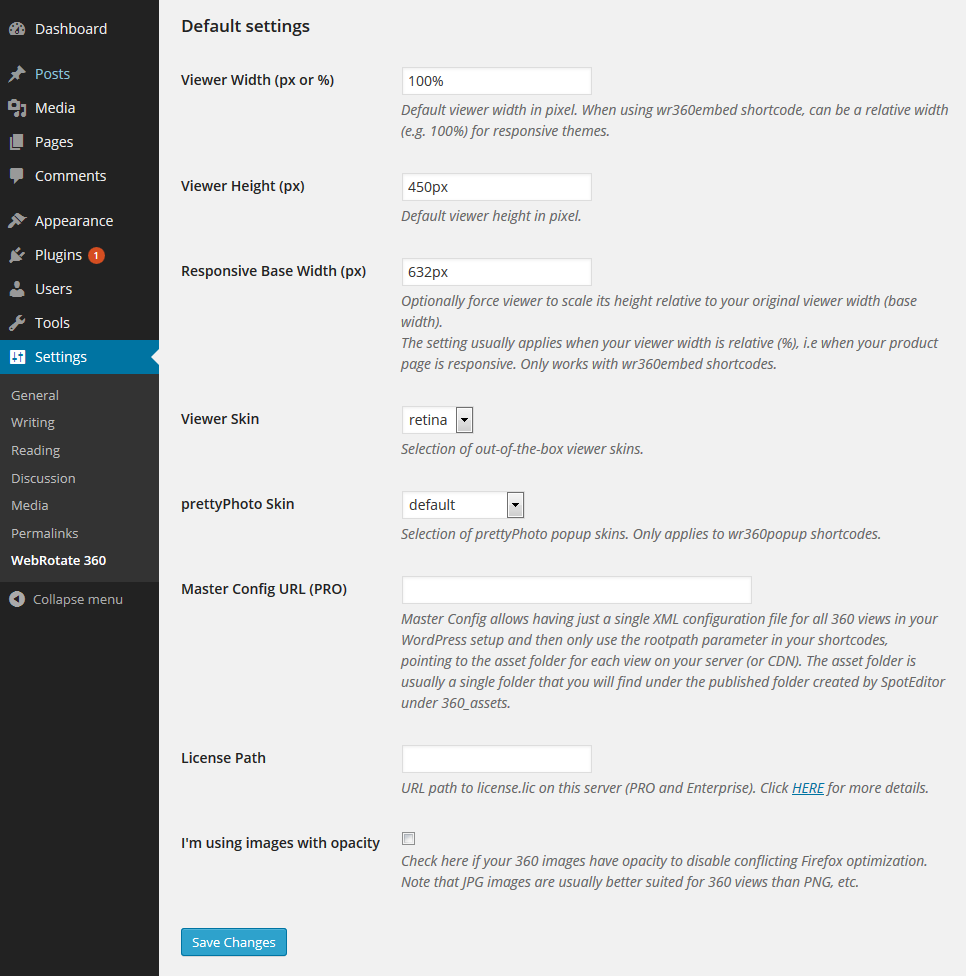 Dashboard
Posts
Media
Pages
Comments
Appearance
Plugins 1
Users
Tools
Settings
General
Writing
Reading
Discussion
Media
Permalinks
WebRotate 360
Collapse menu
Default settings
Viewer Width (px or %)
100%
Default viewer width in pixel. When using wr360embed shortcode, can be a relative width
(e.g. 100%) for responsive themes.
Viewer Height (px)
450px
Default viewer height in pixel.
Responsive Base Width (px)
632px
Optionally force viewer to scale its height relative to your original viewer width (base
width).
The setting usually applies when your viewer width is relative (%), i.e when your product
page is responsive. Only works with wr360embed shortcodes.
Viewer Skin
retina
Selection of out-of-the-box viewer skins.
prettyPhoto Skin
default
Selection of prettyPhoto popup skins. Only applies to wr360popup shortcodes.
Master Config URL (PRO)
Master Config allows having just a single XML configuration file for all 360 views in your
WordPress setup and then only use the rootpath parameter in your shortcodes,
pointing to the asset folder for each view on your server (or CDN). The asset folder is
usually a single folder that you will find under the published folder created by SpotEditor
under 360_assets.
License Path
URL path to license.lic on this server (PRO and Enterprise). Click HERE for more details.
I'm using images with opacity
Check here if your 360 images have opacity to disable conflicting Firefox optimization.
Note that JPG images are usually better suited for 360 views than PNG, etc.
Save Changes